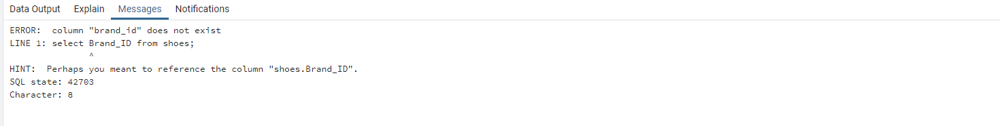 Data Output Explain Messages Notifications
ERROR:  column "brand_id" does not exist
LINE 1: select Brand_ID from shoes;
^
HINT:  Perhaps you meant to reference the column "shoes.Brand_ID".
SQL state: 42703
Character: 8